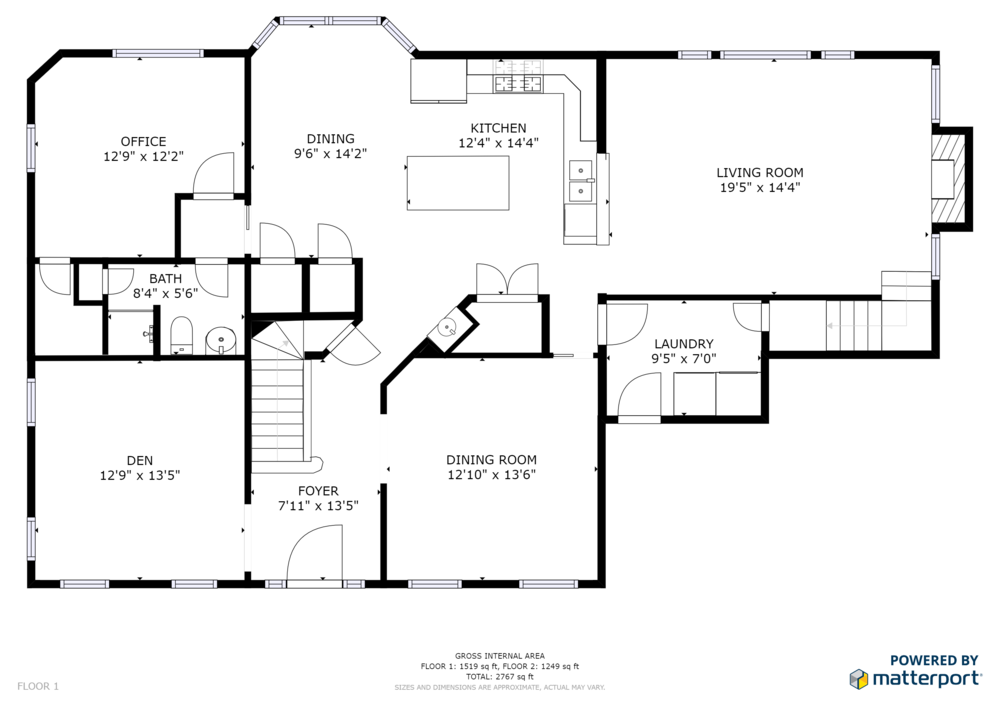 OFFICE
12'9" x 12'2"
DINING
9'6" x 14'2"
KITCHEN
12'4" x 14'4"
LIVING ROOM
19'5" x 14'4"
BATH
8'4" x 5'6"
LAUNDRY
9'5" x 7'0"
DEN
12'9" x 13'5"
FOYER
7'11" x 13'5"
DINING ROOM
12'10" x 13'6"
GROSS INTERNAL AREA
FLOOR 1: 1519 sq ft, FLOOR 2: 1249 sq ft
TOTAL: 2767 sq ft
SIZES AND DIMENSIONS ARE APPROXIMATE, ACTUAL MAY VARY.
FLOOR 1
POWERED BY
matterport®